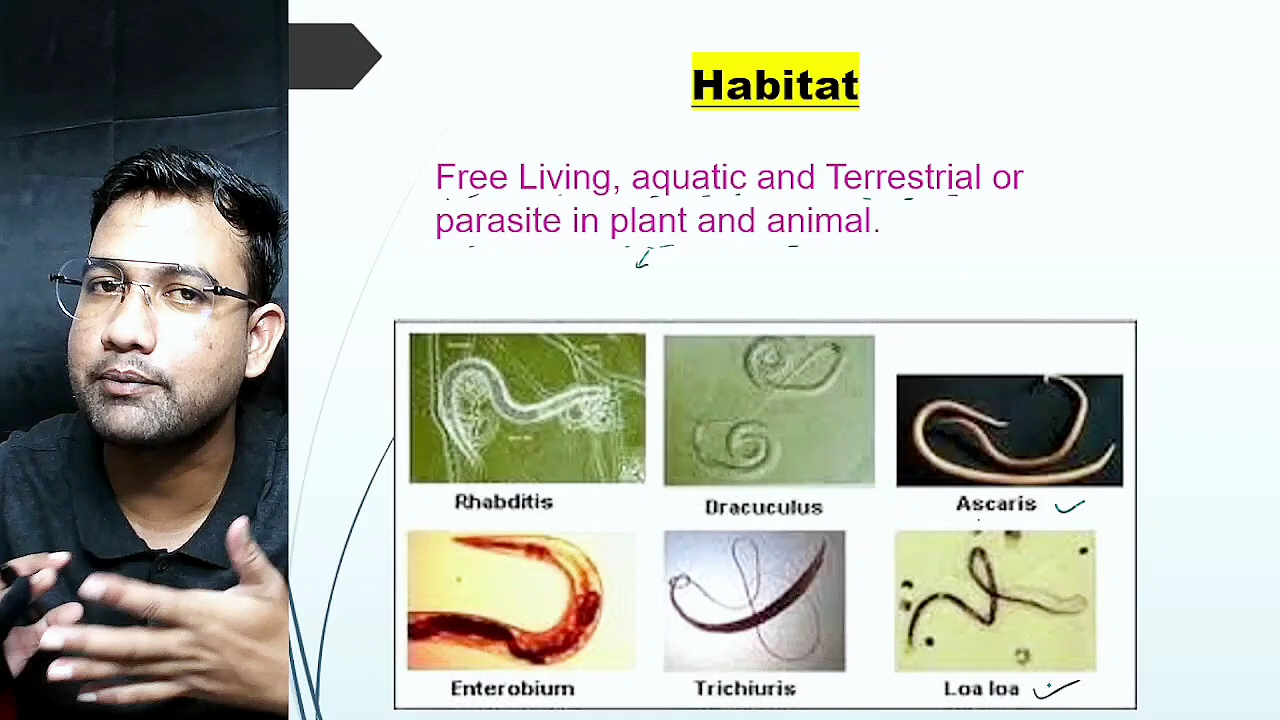 Habitat
Free Living, aquatic and Terrestrial or
parasite in plant and animal.
Rhabditis
Dracuculus
Ascaris
Enterobium
Trichiuris
Loa loa